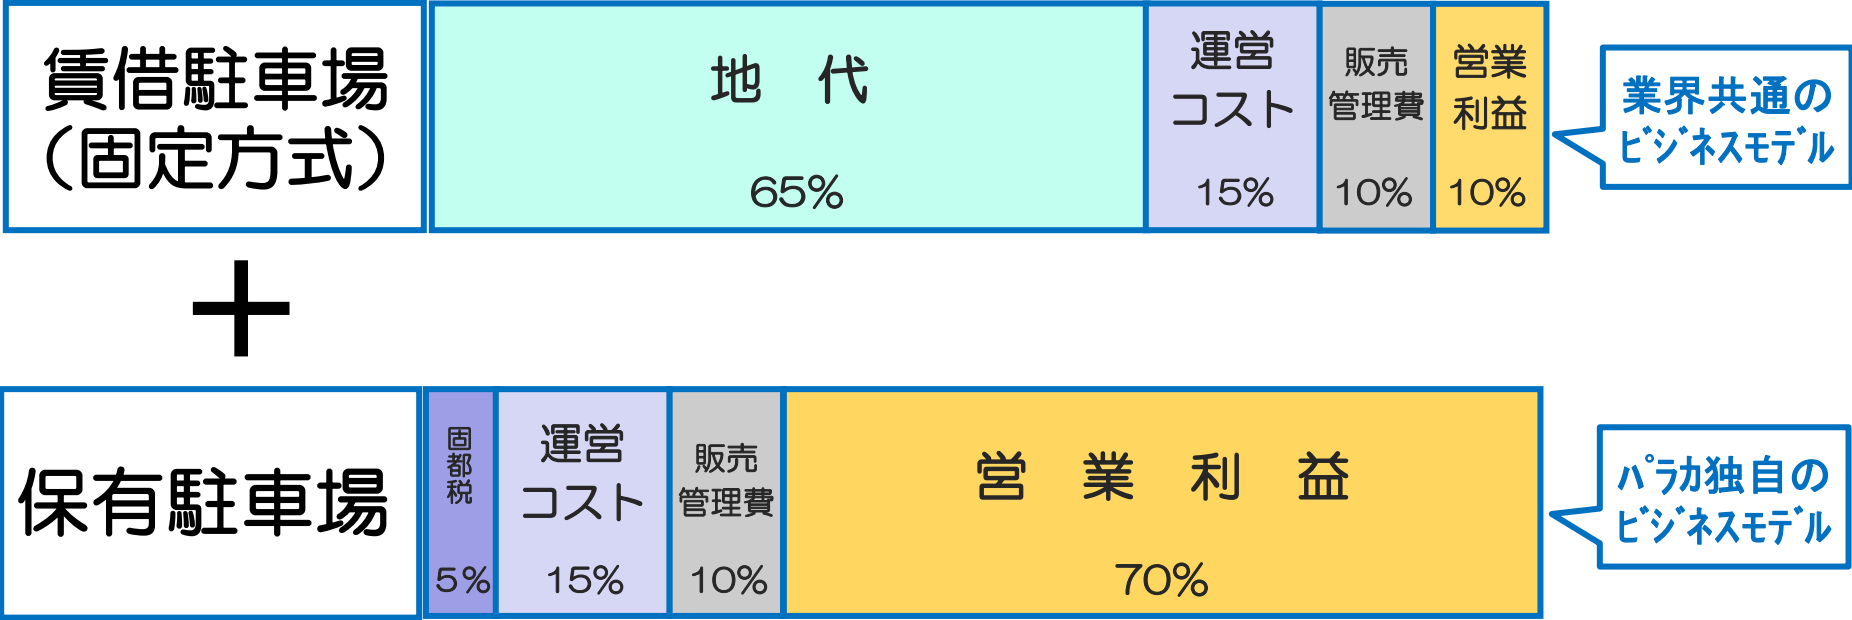 賃借駐車場
（固定方式）
地　代
65%
運営
コスト
15%
販売
管理費
10%
営業
利益
10%
業界共通の
ビジネスモデル
＋
保有駐車場
固
都
税
5%
運営
コスト
15%
販売
管理費
10%
営　業　利　益
70%
パラカ独自の
ビジネスモデル